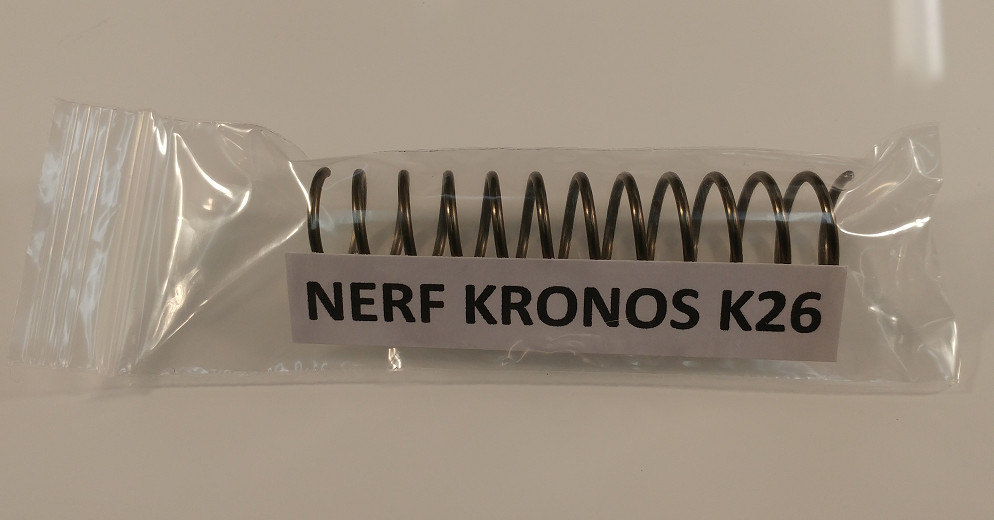 NERF KRONOS K26